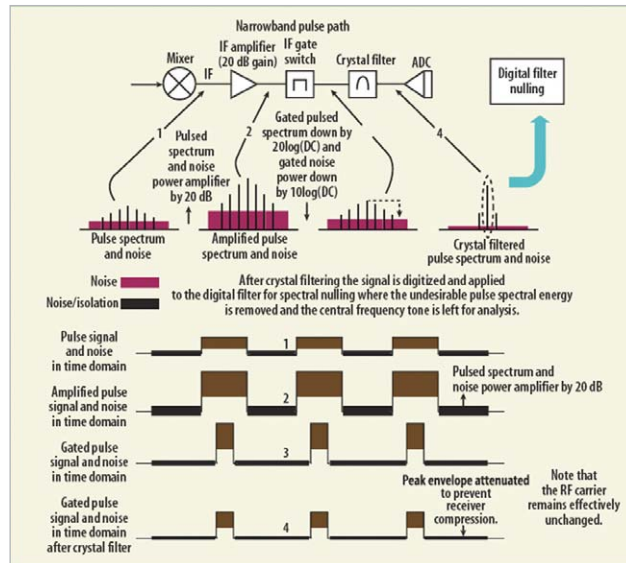 Narrowband pulse path
Mixer
IF
IF amplifier
(20 dB gain)
IF gate
switch
Crystal filter
ADC
Digital filter
nulling
1
Pulsed
spectrum
and noise
power amplifier
by 20 dB
2
Gated pulsed
spectrum down by
20log(DC) and
gated noise
power down
by 10log(DC)
4
Pulse spectrum
and noise
Amplified pulse
spectrum and noise
Crystal filtered
pulse spectrum and noise
Noise
Noise/isolation
After crystal filtering the signal is digitized and applied
to the digital filter for spectral nulling where the undesirable pulse spectral energy
is removed and the central frequency tone is left for analysis.
Pulse signal
and noise
in time domain
1
Amplified pulse
signal and noise
in time domain
2
Pulsed spectrum and
noise power amplifier by 20 dB
Gated pulse
signal and noise
in time domain
3
Gated pulse
signal and noise
in time domain
after crystal filter
4
Peak envelope attenuated
to prevent
receiver
compression.
Note that
the RF carrier
remains effectively
unchanged.